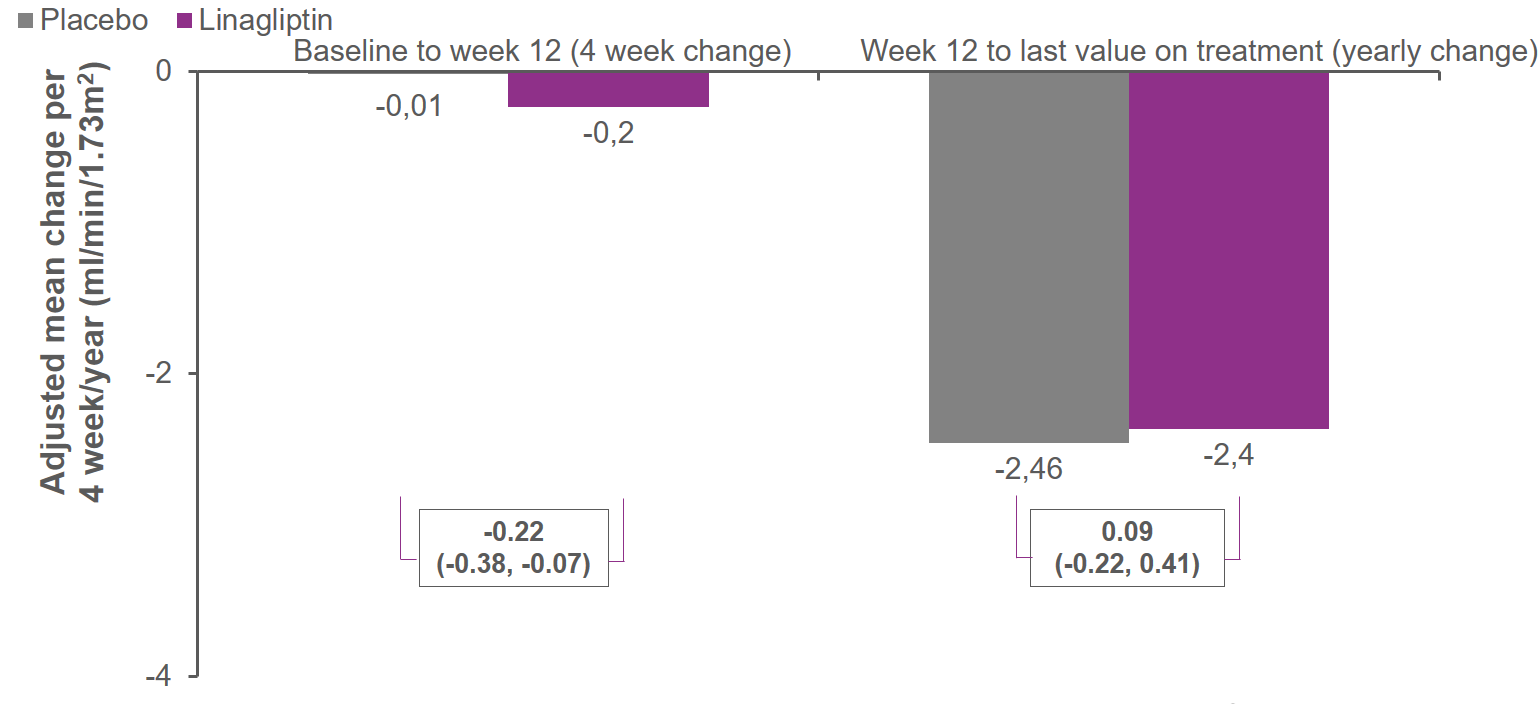 Placebo Linagliptin
Baseline to week 12 (4 week change)
Week 12 to last value on treatment (yearly change)
Adjusted mean change per
4 week/year (ml/min/1.73m²)
0
-2
-4
-0,01
-0,2
-2,46
-2,4
-0.22
(-0.38, -0.07)
0.09
(-0.22, 0.41)